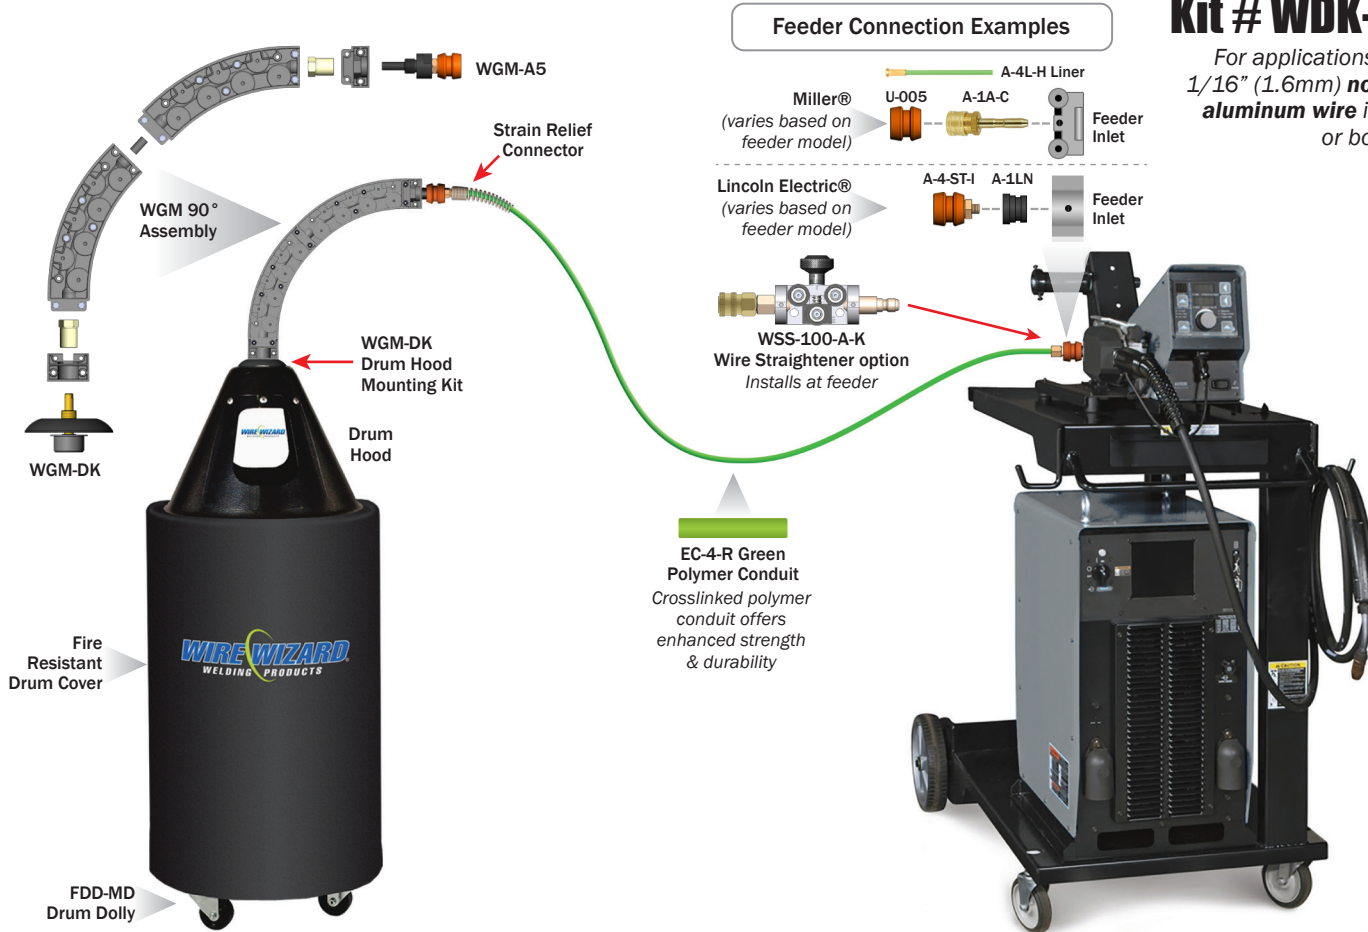 Feeder Connection Examples
Kit # WDK-
For applications
1/16” (1.6mm)
aluminum wire
or
WGM-A5
Strain Relief
Connector
WGM 90°
Assembly
A-4L-H Liner
Miller®
(varies based on
feeder model)
U-005
A-1A-C
Feeder
Inlet
Lincoln Electric®
(varies based on
feeder model)
A-4-ST-I
A-1LN
Feeder
Inlet
WSS-100-A-K
Wire Straightener option
Installs at feeder
WGM-DK
Drum Hood
Mounting Kit
WGM-DK
WIRE WIZARD
Drum
Hood
EC-4-R Green
Polymer Conduit
Crosslinked polymer
conduit offers
enhanced strength
& durability
Fire
Resistant
Drum Cover
WIRE WIZARD®
WELDING PRODUCTS
FDD-MD
Drum Dolly
CAUTION